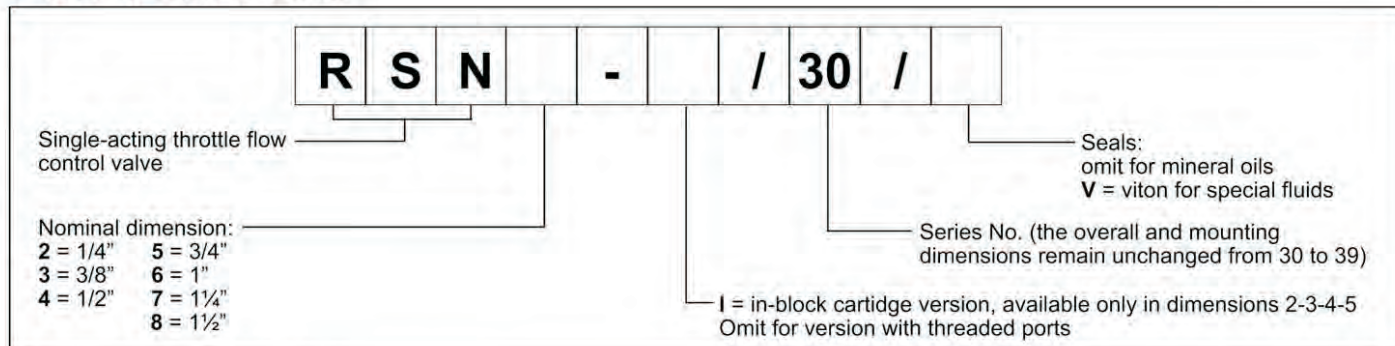 R S N - / 30 /
Single-acting throttle flow
control valve
Nominal dimension:
2 = 1/4” 5 = 3/4”
3 = 3/8” 6 = 1”
4 = 1/2” 7 = 1¼”
8 = 1½”
Seals:
omit for mineral oils
V = viton for special fluids
Series No. (the overall and mounting
dimensions remain unchanged from 30 to 39)
I = in-block cartidge version, available only in dimensions 2-3-4-5
Omit for version with threaded ports